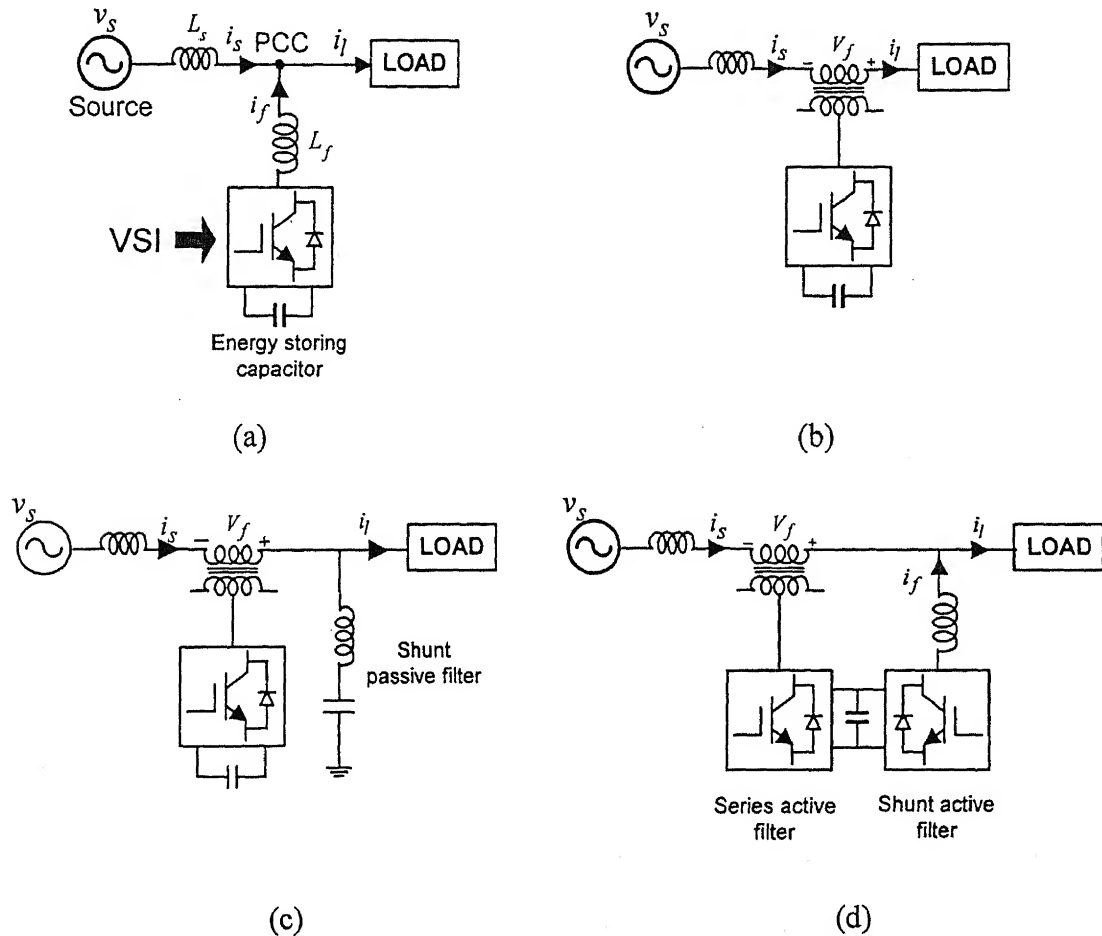 v_s L_s i_s PCC i_l LOAD
Source
i_f
L_f
VSI
Energy storing
capacitor
(a)
v_s i_s - V_f + i_l LOAD
(b)
v_s i_s - V_f + i_l LOAD
Shunt
passive filter
(c)
v_s i_s - V_f + i_l LOAD
i_f
Series active
filter
Shunt active
filter
(d)